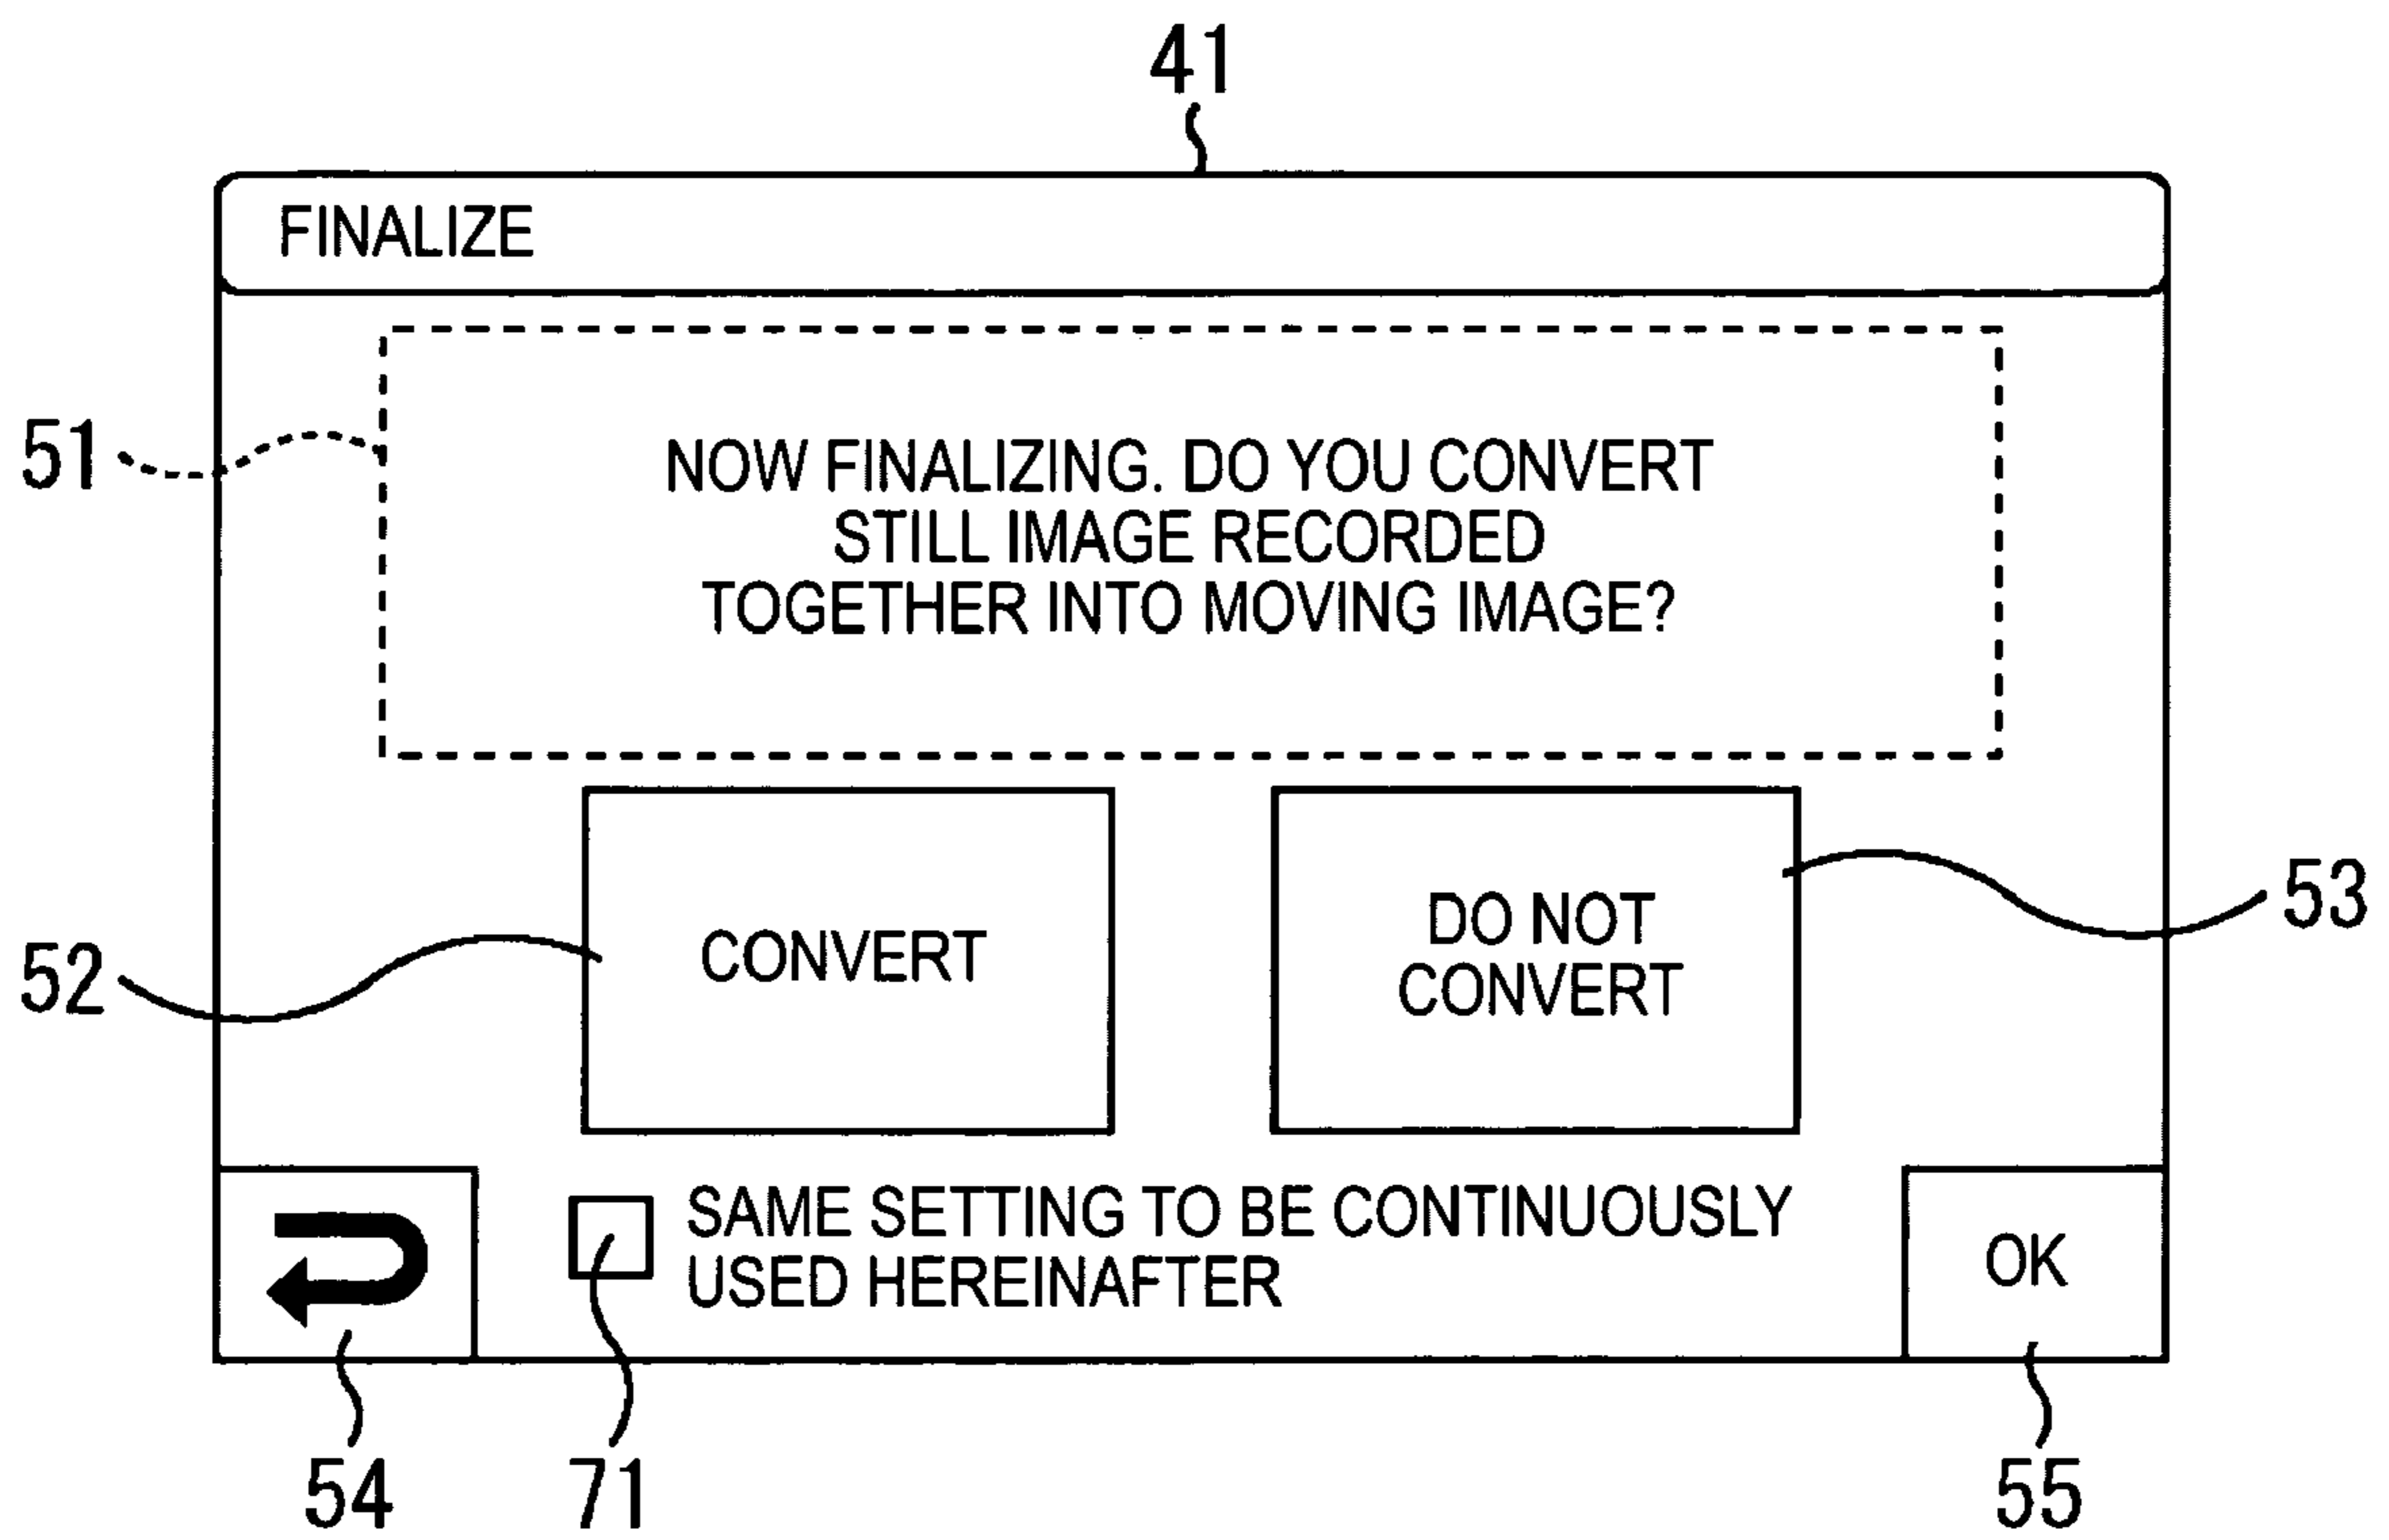 41
FINALIZE
51
NOW FINALIZING. DO YOU CONVERT
STILL IMAGE RECORDED
TOGETHER INTO MOVING IMAGE?
52
CONVERT
DO NOT
CONVERT
53
SAME SETTING TO BE CONTINUOUSLY
USED HEREINAFTER
OK
54
71
55